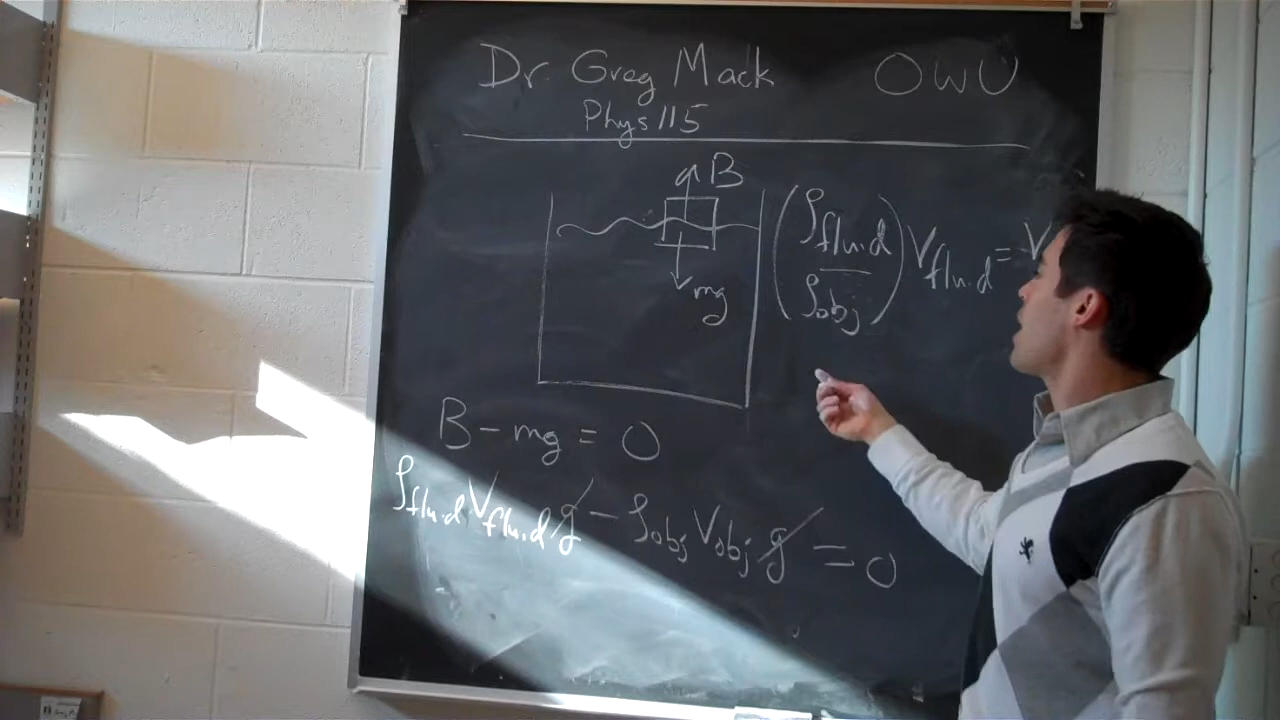 Dr. Greg Mack OWU
Phys 115
B
mg
(ρfluid/ρobj) Vfluid = V
B - mg = 0
ρfluid Vfluid g - ρobj Vobj g = 0